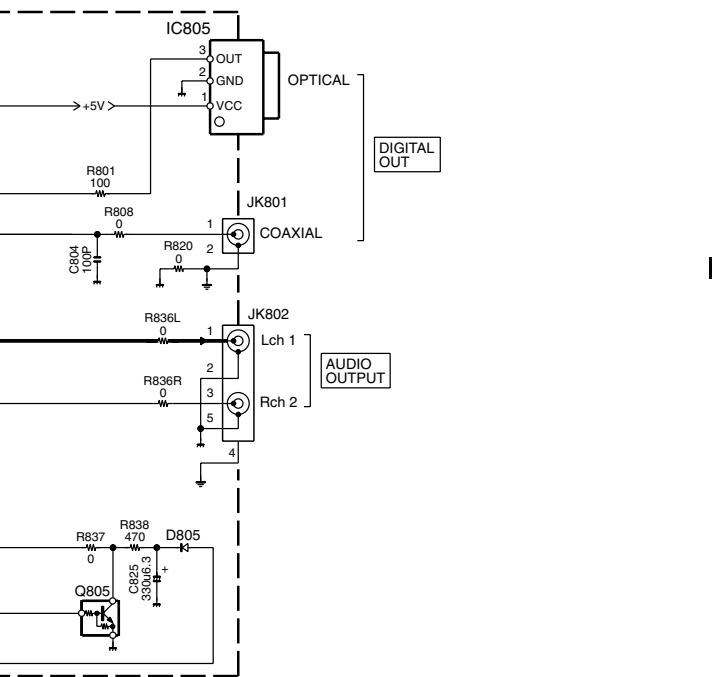 IC805
3
OUT
2
GND
OPTICAL
+5V
1
VCC
DIGITAL
OUT
R801
100
JK801
R808
0
1
COAXIAL
C804
100P
R820
0
2
JK802
R836L
0
1
Lch 1
2
AUDIO
OUTPUT
R836R
0
3
Rch 2
5
4
R837
0
R838
470
D805
C825
330u6.3
+
Q805